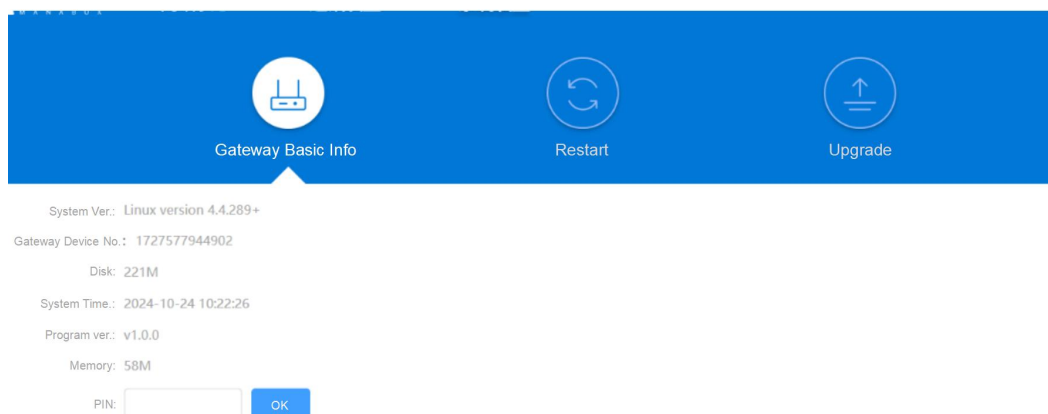 Gateway Basic Info
Restart
Upgrade
System Ver.: Linux version 4.4.289+
Gateway Device No.: 1727577944902
Disk: 221M
System Time.: 2024-10-24 10:22:26
Program ver.: v1.0.0
Memory: 58M
PIN:
OK